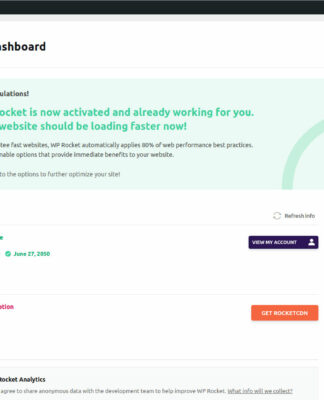 shboard
ulations!
ocket is now activated and already working for you.
website should be loading faster now!
tee fast websites, WP Rocket automatically applies 80% of web performance best practices.
nable options that provide immediate benefits to your website.
to the options to further optimize your site!
Refresh info
e
VIEW MY ACCOUNT
June 27, 2050
tion
GET ROCKETCDN
Rocket Analytics
agree to share anonymous data with the development team to help improve WP Rocket. What info will we collect?